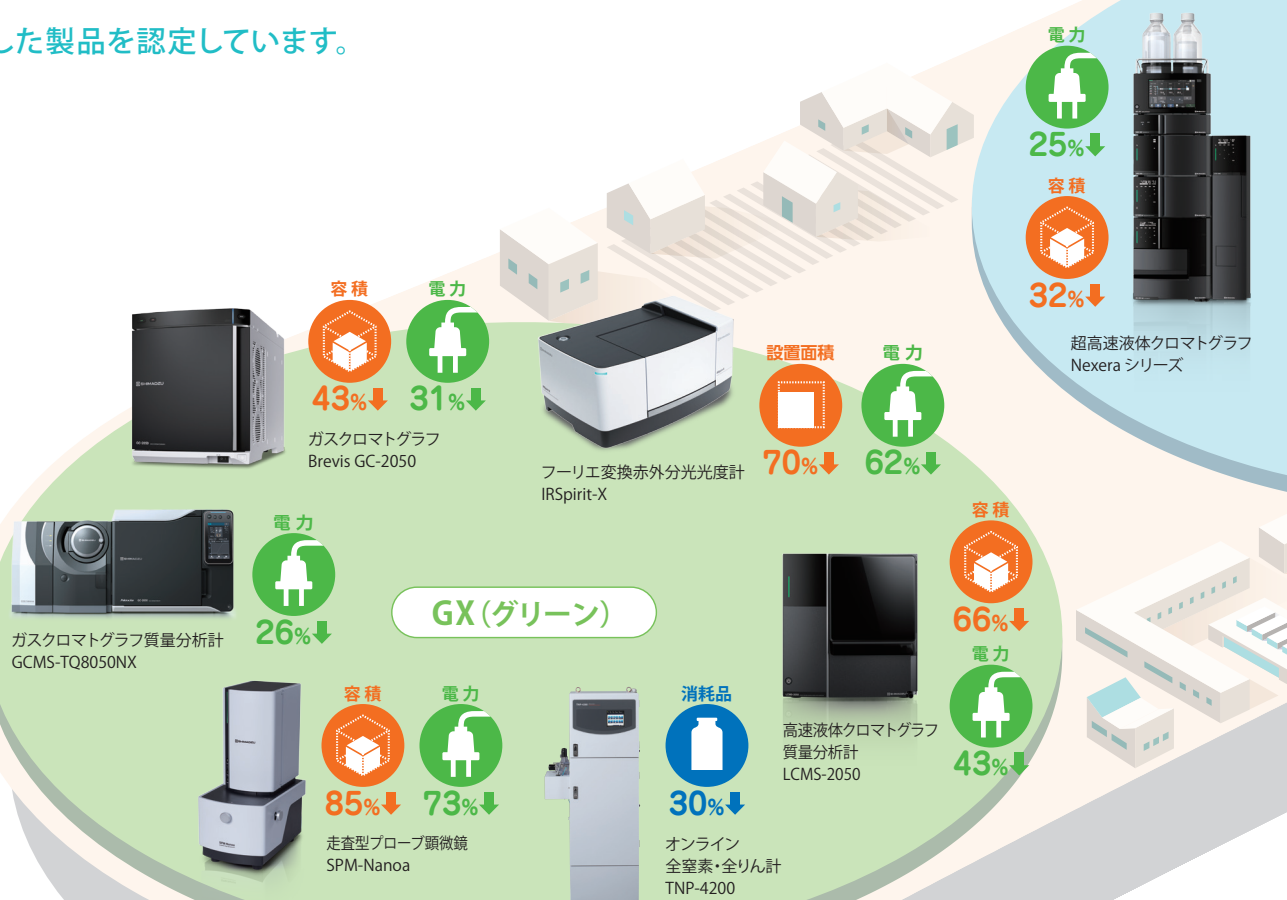 した製品を認定しています。
電力
25%
容積
32%
超高速液体クロマトグラフ
Nexera シリーズ
容積
43%
電力
31%
ガスクロマトグラフ
Brevis GC-2050
設置面積
70%
電力
62%
フーリエ変換赤外分光光度計
IRSpirit-X
電力
26%
ガスクロマトグラフ質量分析計
GCMS-TQ8050NX
GX（グリーン）
容積
66%
電力
43%
高速液体クロマトグラフ
質量分析計
LCMS-2050
容積
85%
電力
73%
走査型プローブ顕微鏡
SPM-Nanoa
消耗品
30%
オンライン
全窒素・全りん計
TNP-4200
SHIMADZU
SHIMADZU